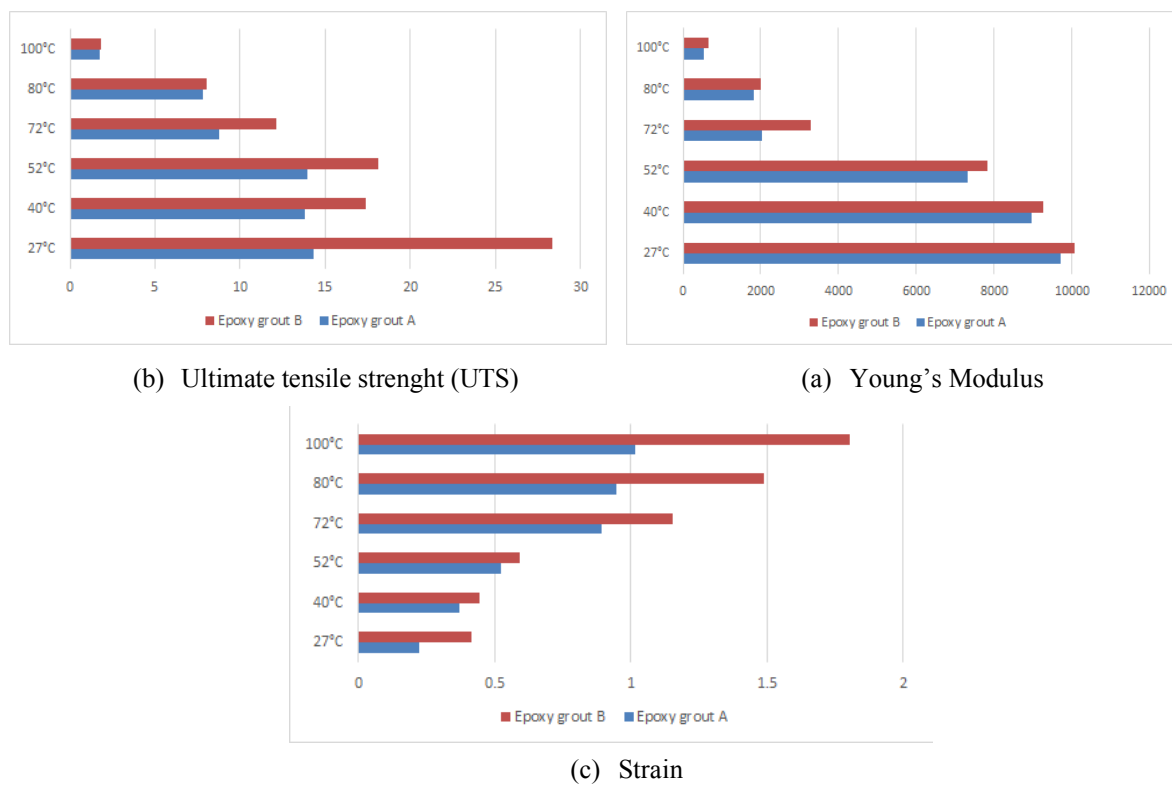 100°C
80°C
72°C
52°C
40°C
27°C
0 5 10 15 20 25 30
Epoxy grout B Epoxy grout A
(b) Ultimate tensile strenght (UTS)
100°C
80°C
72°C
52°C
40°C
27°C
0 2000 4000 6000 8000 10000 12000
Epoxy grout B Epoxy grout A
(a) Young’s Modulus
100°C
80°C
72°C
52°C
40°C
27°C
0 0.5 1 1.5 2
Epoxy grout B Epoxy grout A
(c) Strain